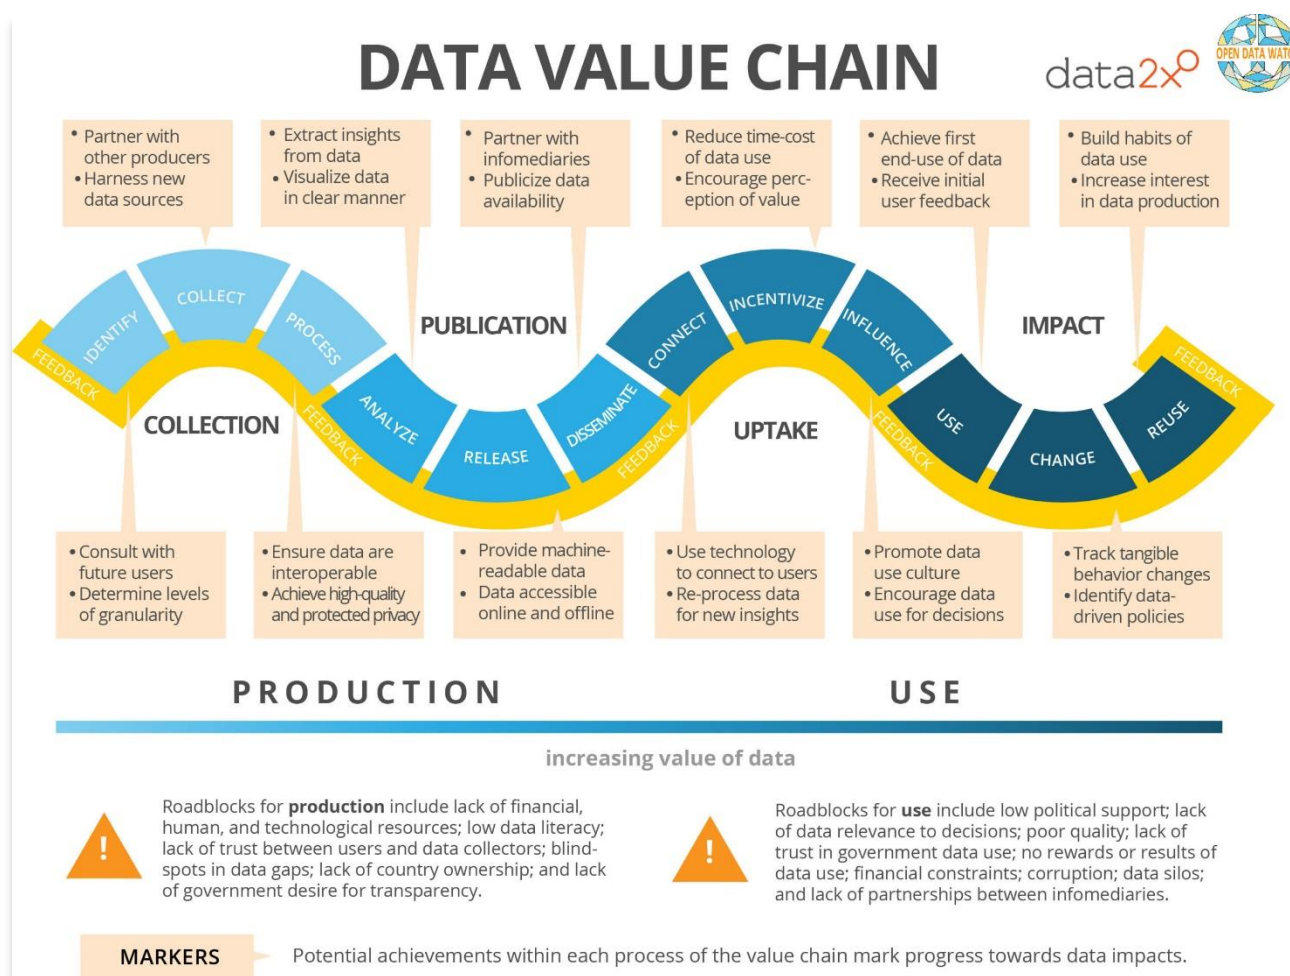 DATA VALUE CHAIN
data2x
OPEN DATA WATCH
• Partner with
other producers
• Harness new
data sources
• Extract insights
from data
• Visualize data
in clear manner
• Partner with
infomediaries
• Publicize data
availability
• Reduce time-cost
of data use
• Encourage perc-
eption of value
• Achieve first
end-use of data
• Receive initial
user feedback
• Build habits of
data use
• Increase interest
in data production
IDENTIFY
COLLECT
PROCESS
ANALYZE
RELEASE
DISSEMINATE
CONNECT
INCENTIVIZE
INFLUENCE
USE
CHANGE
REUSE
FEEDBACK
FEEDBACK
FEEDBACK
FEEDBACK
FEEDBACK
COLLECTION
PUBLICATION
UPTAKE
IMPACT
• Consult with
future users
• Determine levels
of granularity
• Ensure data are
interoperable
• Achieve high-quality
and protected privacy
• Provide machine-
readable data
• Data accessible
online and offline
• Use technology
to connect to users
• Re-process data
for new insights
• Promote data
use culture
• Encourage data
use for decisions
• Track tangible
behavior changes
• Identify data-
driven policies
PRODUCTION
USE
increasing value of data
!
Roadblocks for production include lack of financial,
human, and technological resources; low data literacy;
lack of trust between users and data collectors; blind-
spots in data gaps; lack of country ownership; and lack
of government desire for transparency.
!
Roadblocks for use include low political support; lack
of data relevance to decisions; poor quality; lack of
trust in government data use; no rewards or results of
data use; financial constraints; corruption; data silos;
and lack of partnerships between infomediaries.
MARKERS
Potential achievements within each process of the value chain mark progress towards data impacts.